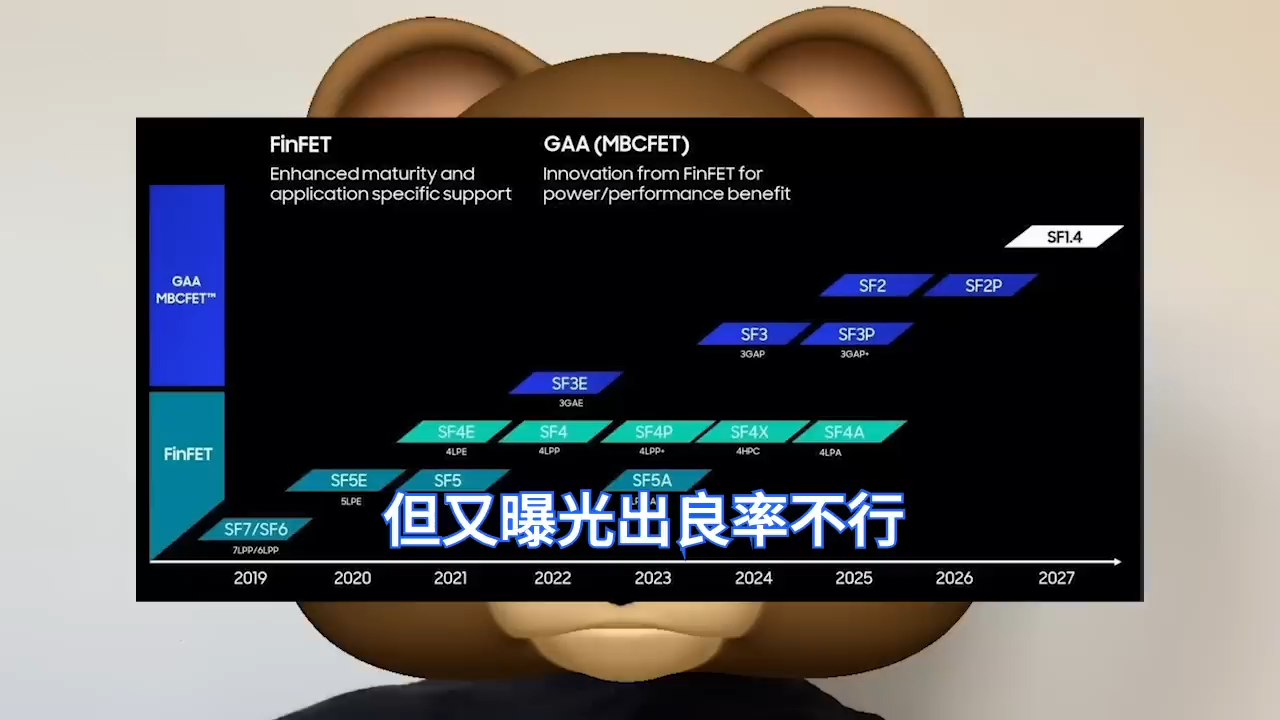 FinFET
Enhanced maturity and
application specific support
GAA (MBCFET)
Innovation from FinFET for
power/performance benefit
GAA
MBCFET™
FinFET
SF1.4
SF2
SF2P
SF3
3GAP
SF3P
3GAP+
SF3E
3GAE
SF4E
4LPE
SF4
4LPP
SF4P
4LPP+
SF4X
4HPC
SF4A
4LPA
SF5E
5LPE
SF5
SF5A
SF7/SF6
7LPP/6LPP
但又曝光出良率不行
2019
2020
2021
2022
2023
2024
2025
2026
2027